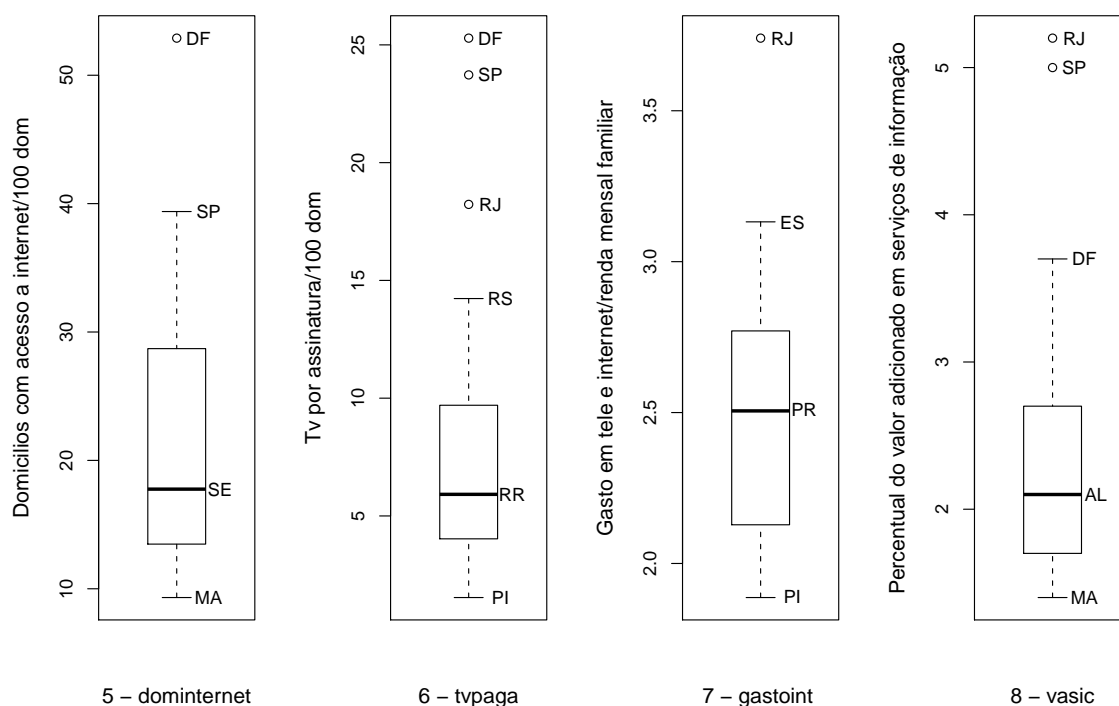 Domicilios com acesso a internet/100 dom
50
40
30
20
10
DF
SP
SE
MA
5 – dominternet
Tv por assinatura/100 dom
25
20
15
10
5
DF
SP
RJ
RS
RR
PI
6 – tvpaga
Gasto em tele e internet/renda mensal familiar
3.5
3.0
2.5
2.0
RJ
ES
PR
PI
7 – gastoint
Percentual do valor adicionado em serviços de informação
5
4
3
2
RJ
SP
DF
AL
MA
8 – vasic